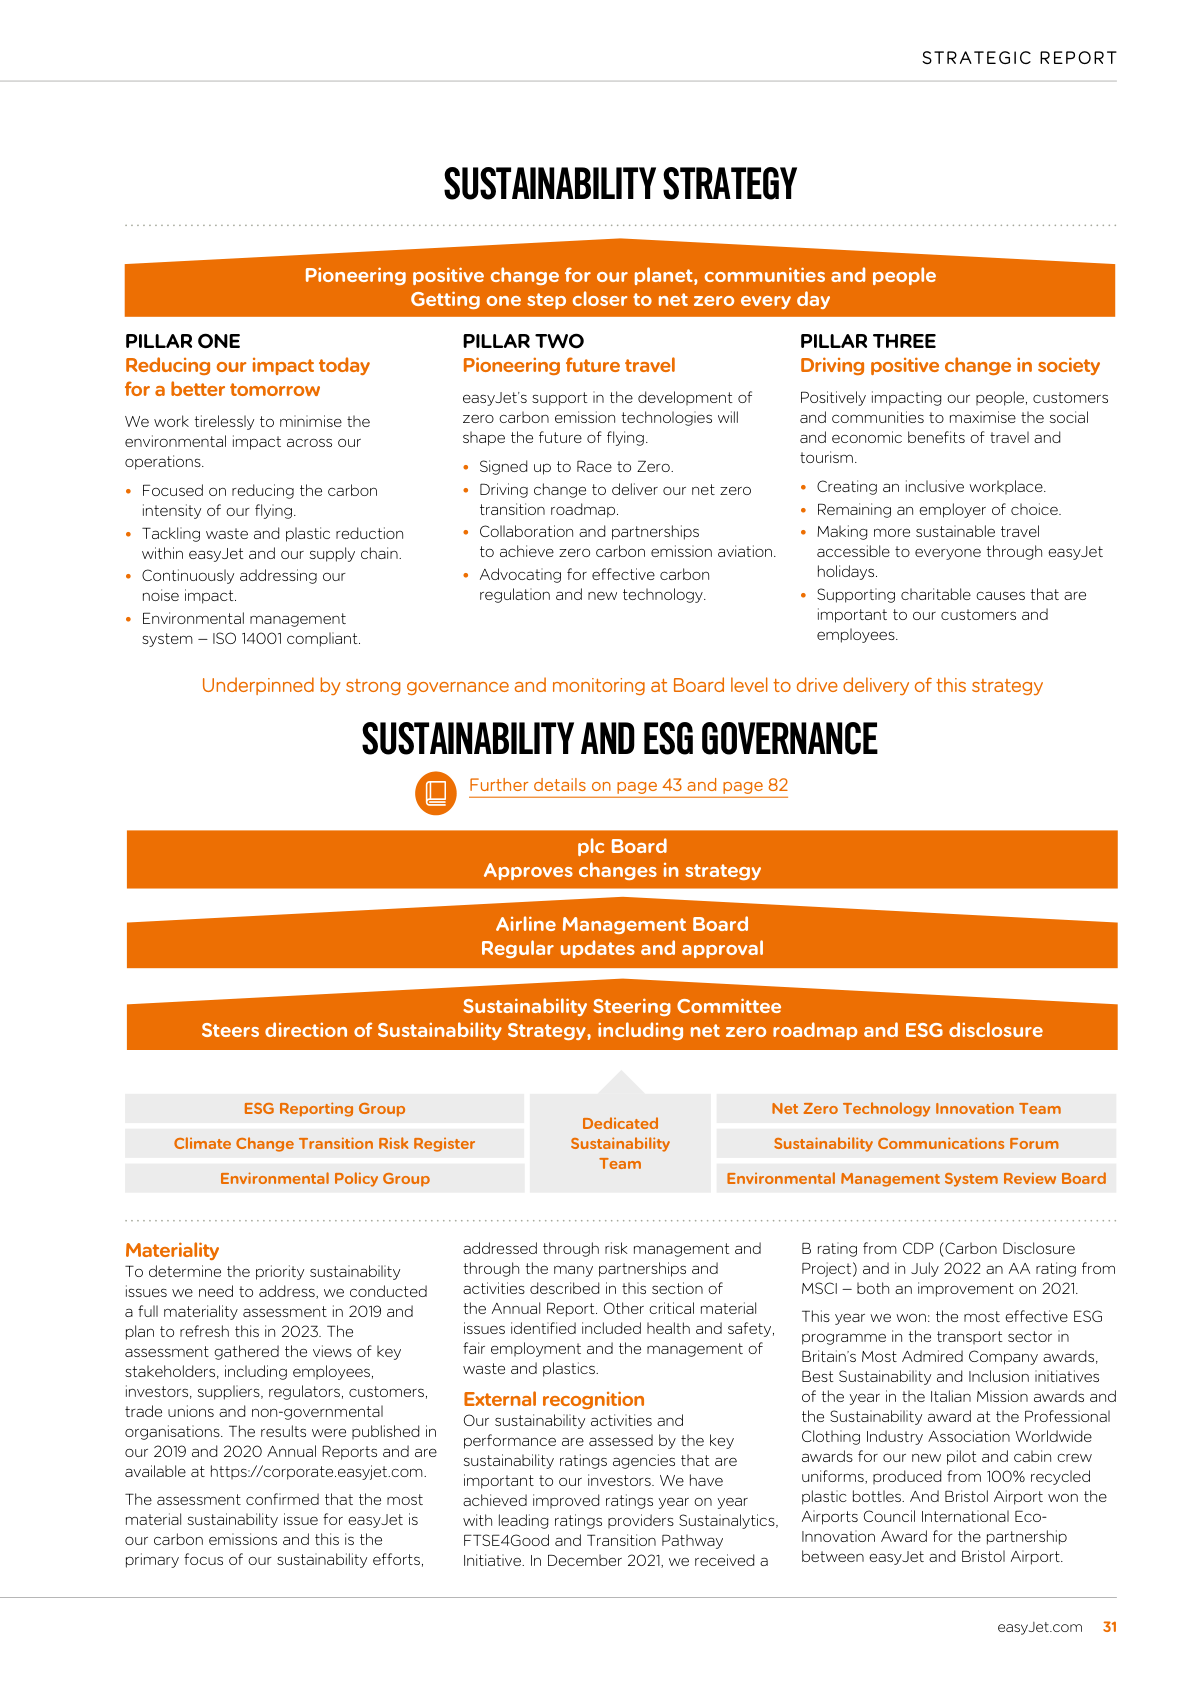 STRATEGIC REPORT
SUSTAINABILITY STRATEGY
Pioneering positive change for our planet, communities and people
Getting one step closer to net zero every day
PILLAR ONE
Reducing our impact today
for a better tomorrow
We work tirelessly to minimise the
environmental impact across our
operations.
• Focused on reducing the carbon
intensity of our flying.
• Tackling waste and plastic reduction
within easyJet and our supply chain.
• Continuously addressing our
noise impact.
• Environmental management
system – ISO 14001 compliant.
PILLAR TWO
Pioneering future travel
easyJet's support in the development of
zero carbon emission technologies will
shape the future of flying.
• Signed up to Race to Zero.
• Driving change to deliver our net zero
transition roadmap.
• Collaboration and partnerships
to achieve zero carbon emission aviation.
• Advocating for effective carbon
regulation and new technology.
PILLAR THREE
Driving positive change in society
Positively impacting our people, customers
and communities to maximise the social
and economic benefits of travel and
tourism.
• Creating an inclusive workplace.
• Remaining an employer of choice.
• Making more sustainable travel
accessible to everyone through easyJet
holidays.
• Supporting charitable causes that are
important to our customers and
employees.
Underpinned by strong governance and monitoring at Board level to drive delivery of this strategy
SUSTAINABILITY AND ESG GOVERNANCE
Further details on page 43 and page 82
plc Board
Approves changes in strategy
Airline Management Board
Regular updates and approval
Sustainability Steering Committee
Steers direction of Sustainability Strategy, including net zero roadmap and ESG disclosure
ESG Reporting Group
Climate Change Transition Risk Register
Environmental Policy Group
Dedicated
Sustainability
Team
Net Zero Technology Innovation Team
Sustainability Communications Forum
Environmental Management System Review Board
Materiality
To determine the priority sustainability
issues we need to address, we conducted
a full materiality assessment in 2019 and
plan to refresh this in 2023. The
assessment gathered the views of key
stakeholders, including employees,
investors, suppliers, regulators, customers,
trade unions and non-governmental
organisations. The results were published in
our 2019 and 2020 Annual Reports and are
available at https://corporate.easyjet.com.
The assessment confirmed that the most
material sustainability issue for easyJet is
our carbon emissions and this is the
primary focus of our sustainability efforts,
addressed through risk management and
through the many partnerships and
activities described in this section of
the Annual Report. Other critical material
issues identified included health and safety,
fair employment and the management of
waste and plastics.
External recognition
Our sustainability activities and
performance are assessed by the key
sustainability ratings agencies that are
important to our investors. We have
achieved improved ratings year on year
with leading ratings providers Sustainalytics,
FTSE4Good and Transition Pathway
Initiative. In December 2021, we received a
B rating from CDP (Carbon Disclosure
Project) and in July 2022 an AA rating from
MSCI – both an improvement on 2021.
This year we won: the most effective ESG
programme in the transport sector in
Britain's Most Admired Company awards,
Best Sustainability and Inclusion initiatives
of the year in the Italian Mission awards and
the Sustainability award at the Professional
Clothing Industry Association Worldwide
awards for our new pilot and cabin crew
uniforms, produced from 100% recycled
plastic bottles. And Bristol Airport won the
Airports Council International Eco-
Innovation Award for the partnership
between easyJet and Bristol Airport.
easyJet.com 31